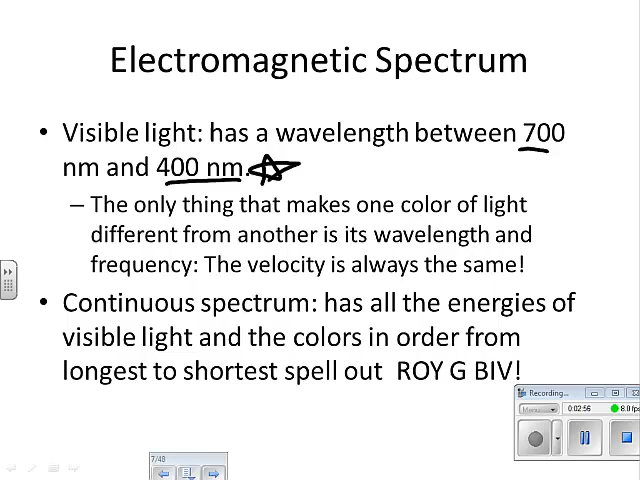 Electromagnetic Spectrum
• Visible light: has a wavelength between 700
nm and 400 nm.
– The only thing that makes one color of light
different from another is its wavelength and
frequency: The velocity is always the same!
• Continuous spectrum: has all the energies of
visible light and the colors in order from
longest to shortest spell out ROY G BIV!
Recording...
Menu
0:02:56
8.0 fps
7/48